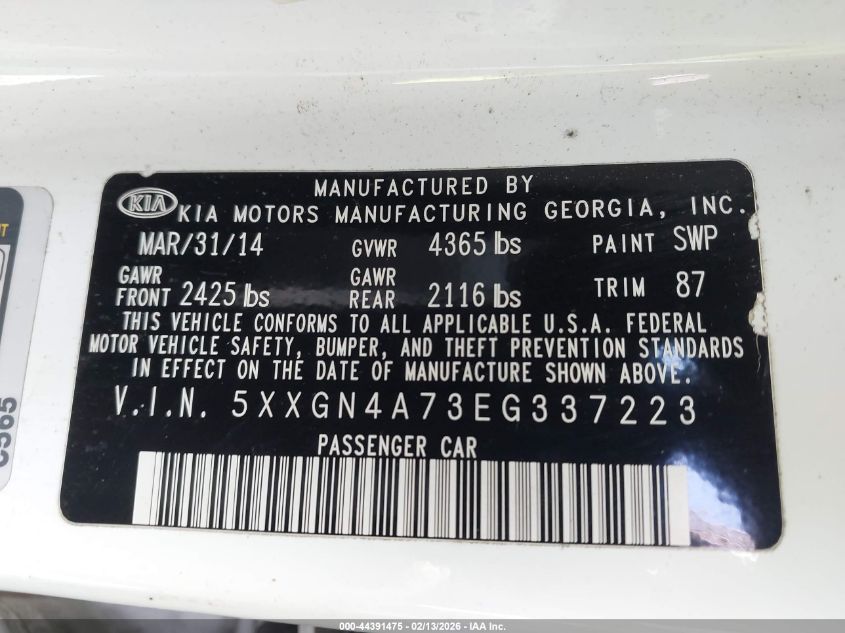 MANUFACTURED BY
KIA KIA MOTORS MANUFACTURING GEORGIA, INC.
MAR/31/14 GVWR 4365 lbs PAINT SWP
GAWR FRONT 2425 lbs GAWR REAR 2116 lbs TRIM 87
THIS VEHICLE CONFORMS TO ALL APPLICABLE U.S.A. FEDERAL
MOTOR VEHICLE SAFETY, BUMPER, AND THEFT PREVENTION STANDARDS
IN EFFECT ON THE DATE OF MANUFACTURE SHOWN ABOVE.
V.I.N. 5XXGN4A73EG337223
PASSENGER CAR
000-44391475 - 02/13/2026 - IAA Inc.